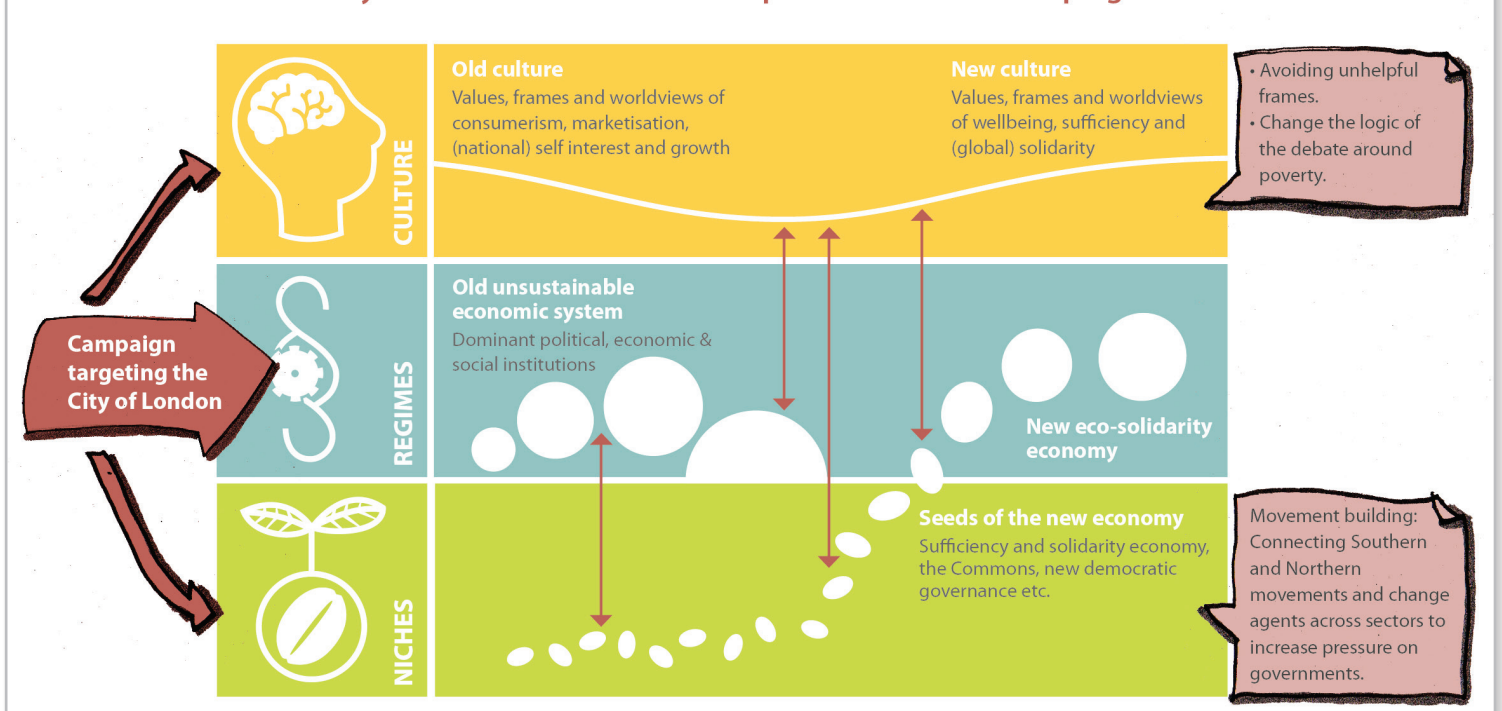 Old culture
Values, frames and worldviews of
consumerism, marketisation,
(national) self interest and growth
New culture
Values, frames and worldviews
of wellbeing, sufficiency and
(global) solidarity
CULTURE
• Avoiding unhelpful
frames.
• Change the logic of
the debate around
poverty.
Campaign
targeting the
City of London
REGIMES
Old unsustainable
economic system
Dominant political, economic &
social institutions
New eco-solidarity
economy
NICHES
Seeds of the new economy
Sufficiency and solidarity economy,
the Commons, new democratic
governance etc.
Movement building:
Connecting Southern
and Northern
movements and change
agents across sectors to
increase pressure on
governments.